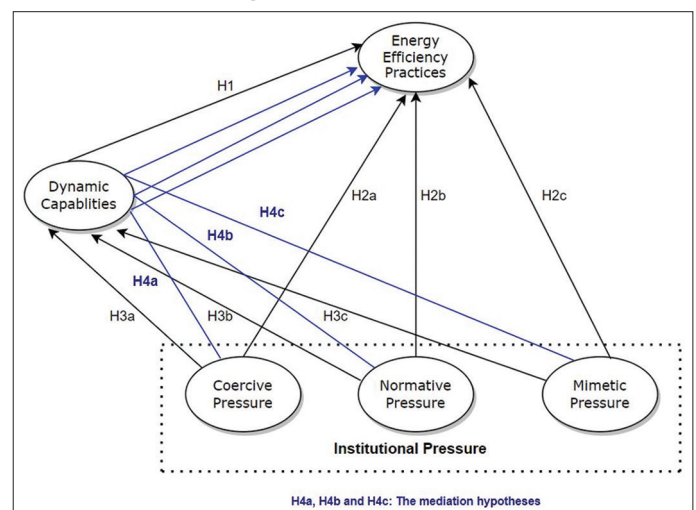 Energy
Efficiency
Practices
H1
Dynamic
Capablities
H4c
H2a
H2b
H2c
H4b
H4a
H3a
H3b
H3c
Coercive
Pressure
Normative
Pressure
Mimetic
Pressure
Institutional Pressure
H4a, H4b and H4c: The mediation hypotheses